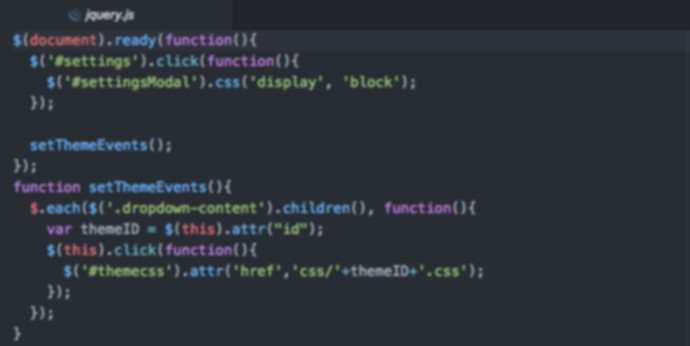 jquery.js
$(document).ready(function(){
  $('#settings').click(function(){
    $('#settingsModal').css('display', 'block');
  });

  setThemeEvents();
});
function setThemeEvents(){
  $.each($('.dropdown-content').children(), function(){
    var themeID = $(this).attr("id");
    $(this).click(function(){
      $('#themecss').attr('href','css/'+themeID+'.css');
    });
  });
}